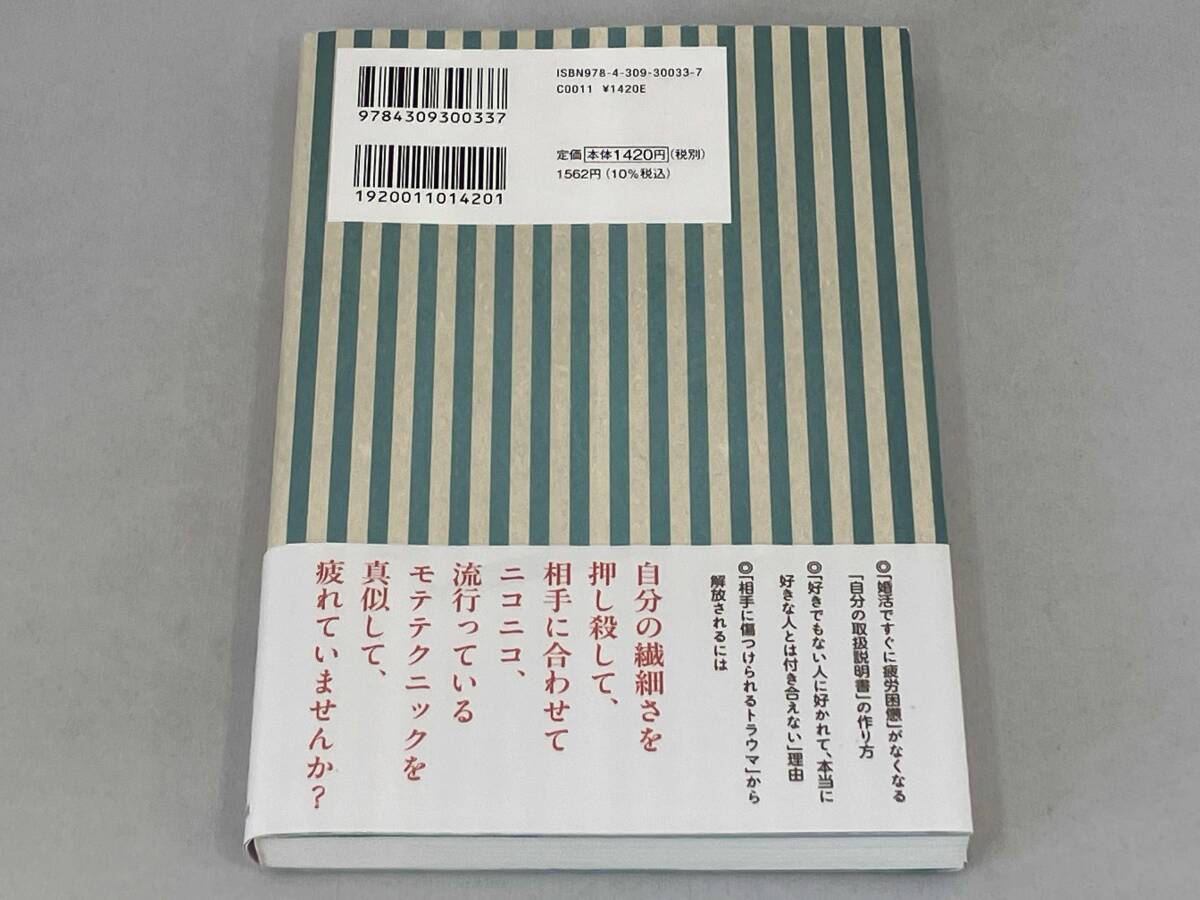 ISBN978-4-309-30033-7
C0011 ¥1420E
9784309300337
定価 本体1420円 (税別)
1562円 (10%税込)
1920011014201
◎「婚活ですぐに疲労困憊」がなくなる
「自分の取扱説明書」の作り方
◎「好きでもない人に好かれて、本当に
好きな人とは付き合えない」理由
◎「相手に傷つけられるトラウマ」から
解放されるには
自分の繊細さを
押し殺して、
相手に合わせて
ニコニコ、
流行っている
モテテクニックを
真似して、
疲れていませんか？